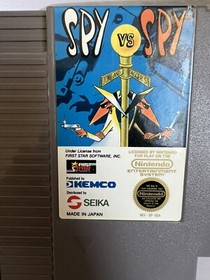 SPY VS SPY
Under License from
FIRST STAR SOFTWARE, INC.
Published by
KEMCO
Distributed by
SEIKA
MADE IN JAPAN
LICENSED BY NINTENDO
FOR PLAY ON THE
Nintendo
ENTERTAINMENT
SYSTEM